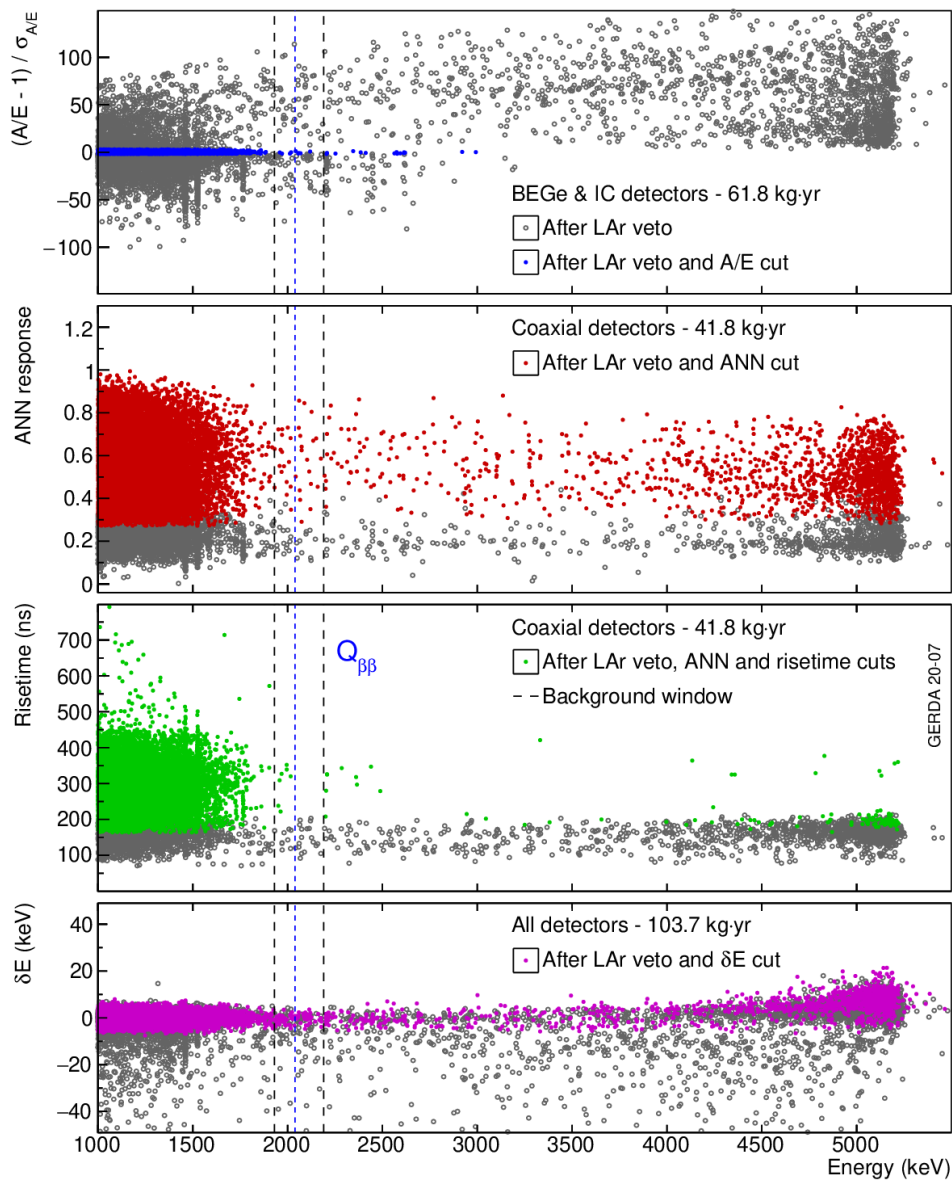 (A/E - 1) / σA/E
100
50
0
−50
−100
BEGe & IC detectors - 61.8 kg·yr
After LAr veto
After LAr veto and A/E cut
ANN response
1.2
1
0.8
0.6
0.4
0.2
0
Coaxial detectors - 41.8 kg·yr
After LAr veto and ANN cut
Risetime (ns)
700
600
500
400
300
200
100
Qββ
Coaxial detectors - 41.8 kg·yr
After LAr veto, ANN and risetime cuts
Background window
GERDA 20-07
δE (keV)
40
20
0
−20
−40
All detectors - 103.7 kg·yr
After LAr veto and δE cut
1000 1500 2000 2500 3000 3500 4000 4500 5000
Energy (keV)